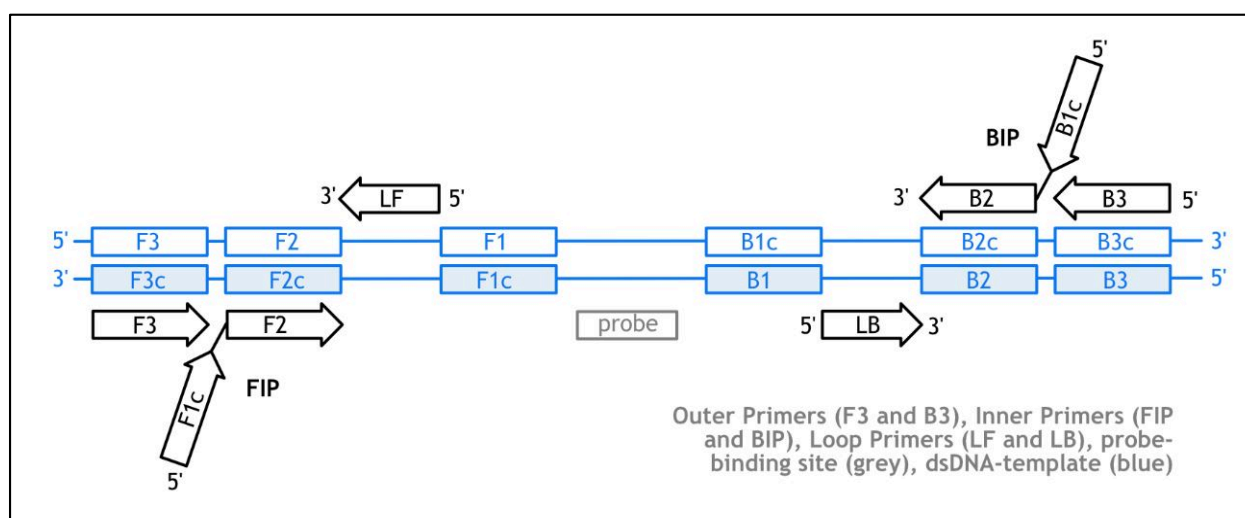 5'
B1c
BIP
3' LF 5'
3' B2 B3 5'
5' F3 F2 F1 B1c B2c B3c 3'
3' F3c F2c F1c B1 B2 B3 5'
F3 F2 probe 5' LB 3'
F1c
FIP
5'
Outer Primers (F3 and B3), Inner Primers (FIP
and BIP), Loop Primers (LF and LB), probe-
binding site (grey), dsDNA-template (blue)